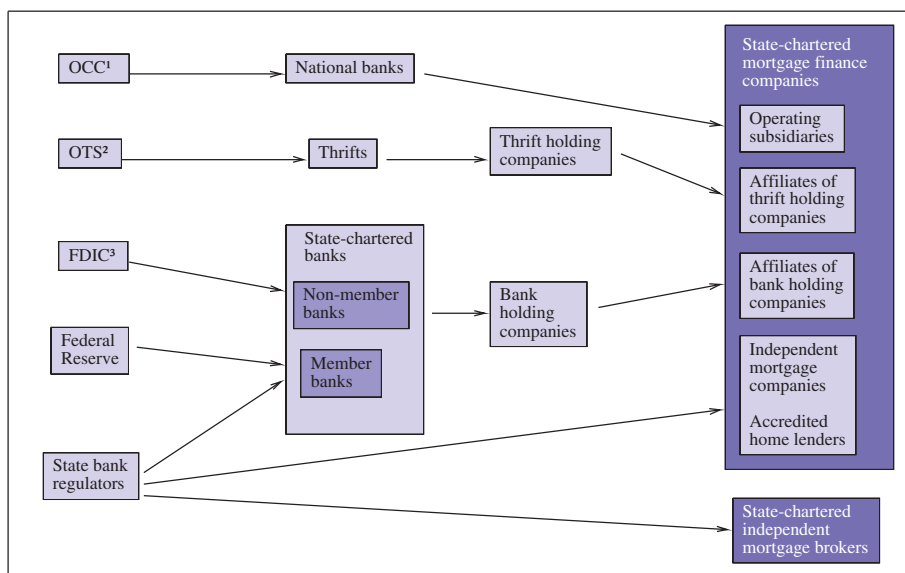 OCC¹
National banks
State-chartered
mortgage finance
companies
Operating
subsidiaries
OTS²
Thrifts
Thrift holding
companies
Affiliates of
thrift holding
companies
FDIC³
State-chartered
banks
Non-member
banks
Member
banks
Bank
holding
companies
Affiliates of
bank holding
companies
Federal
Reserve
Independent
mortgage
companies
Accredited
home lenders
State bank
regulators
State-chartered
independent
mortgage brokers